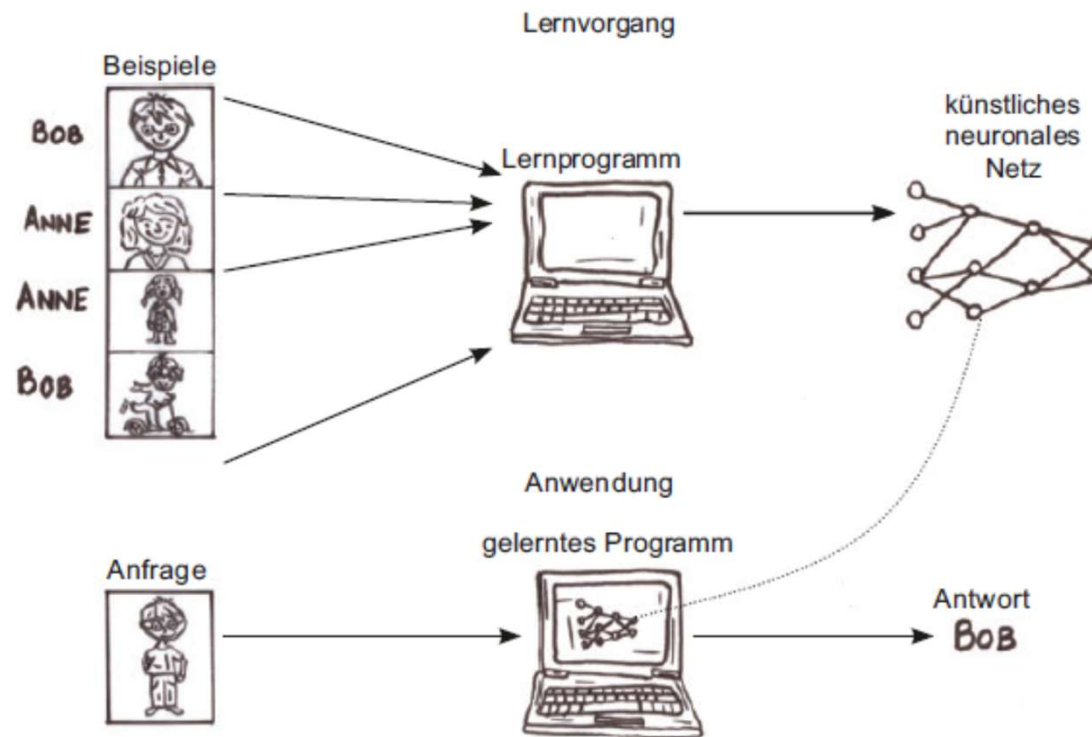 Lernvorgang
Beispiele
BOB
ANNE
ANNE
BOB
Lernprogramm
künstliches
neuronales
Netz
Anwendung
gelerntes Programm
Anfrage
Antwort
BOB